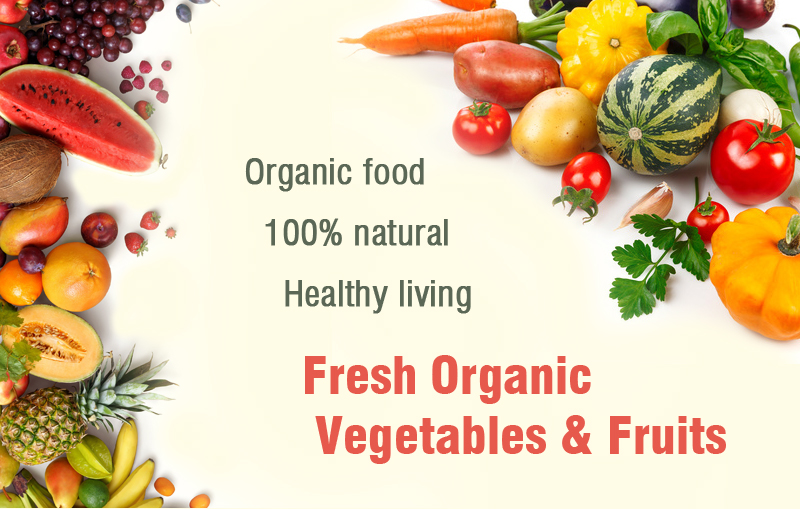 Organic food
100% natural
Healthy living
Fresh Organic
Vegetables & Fruits